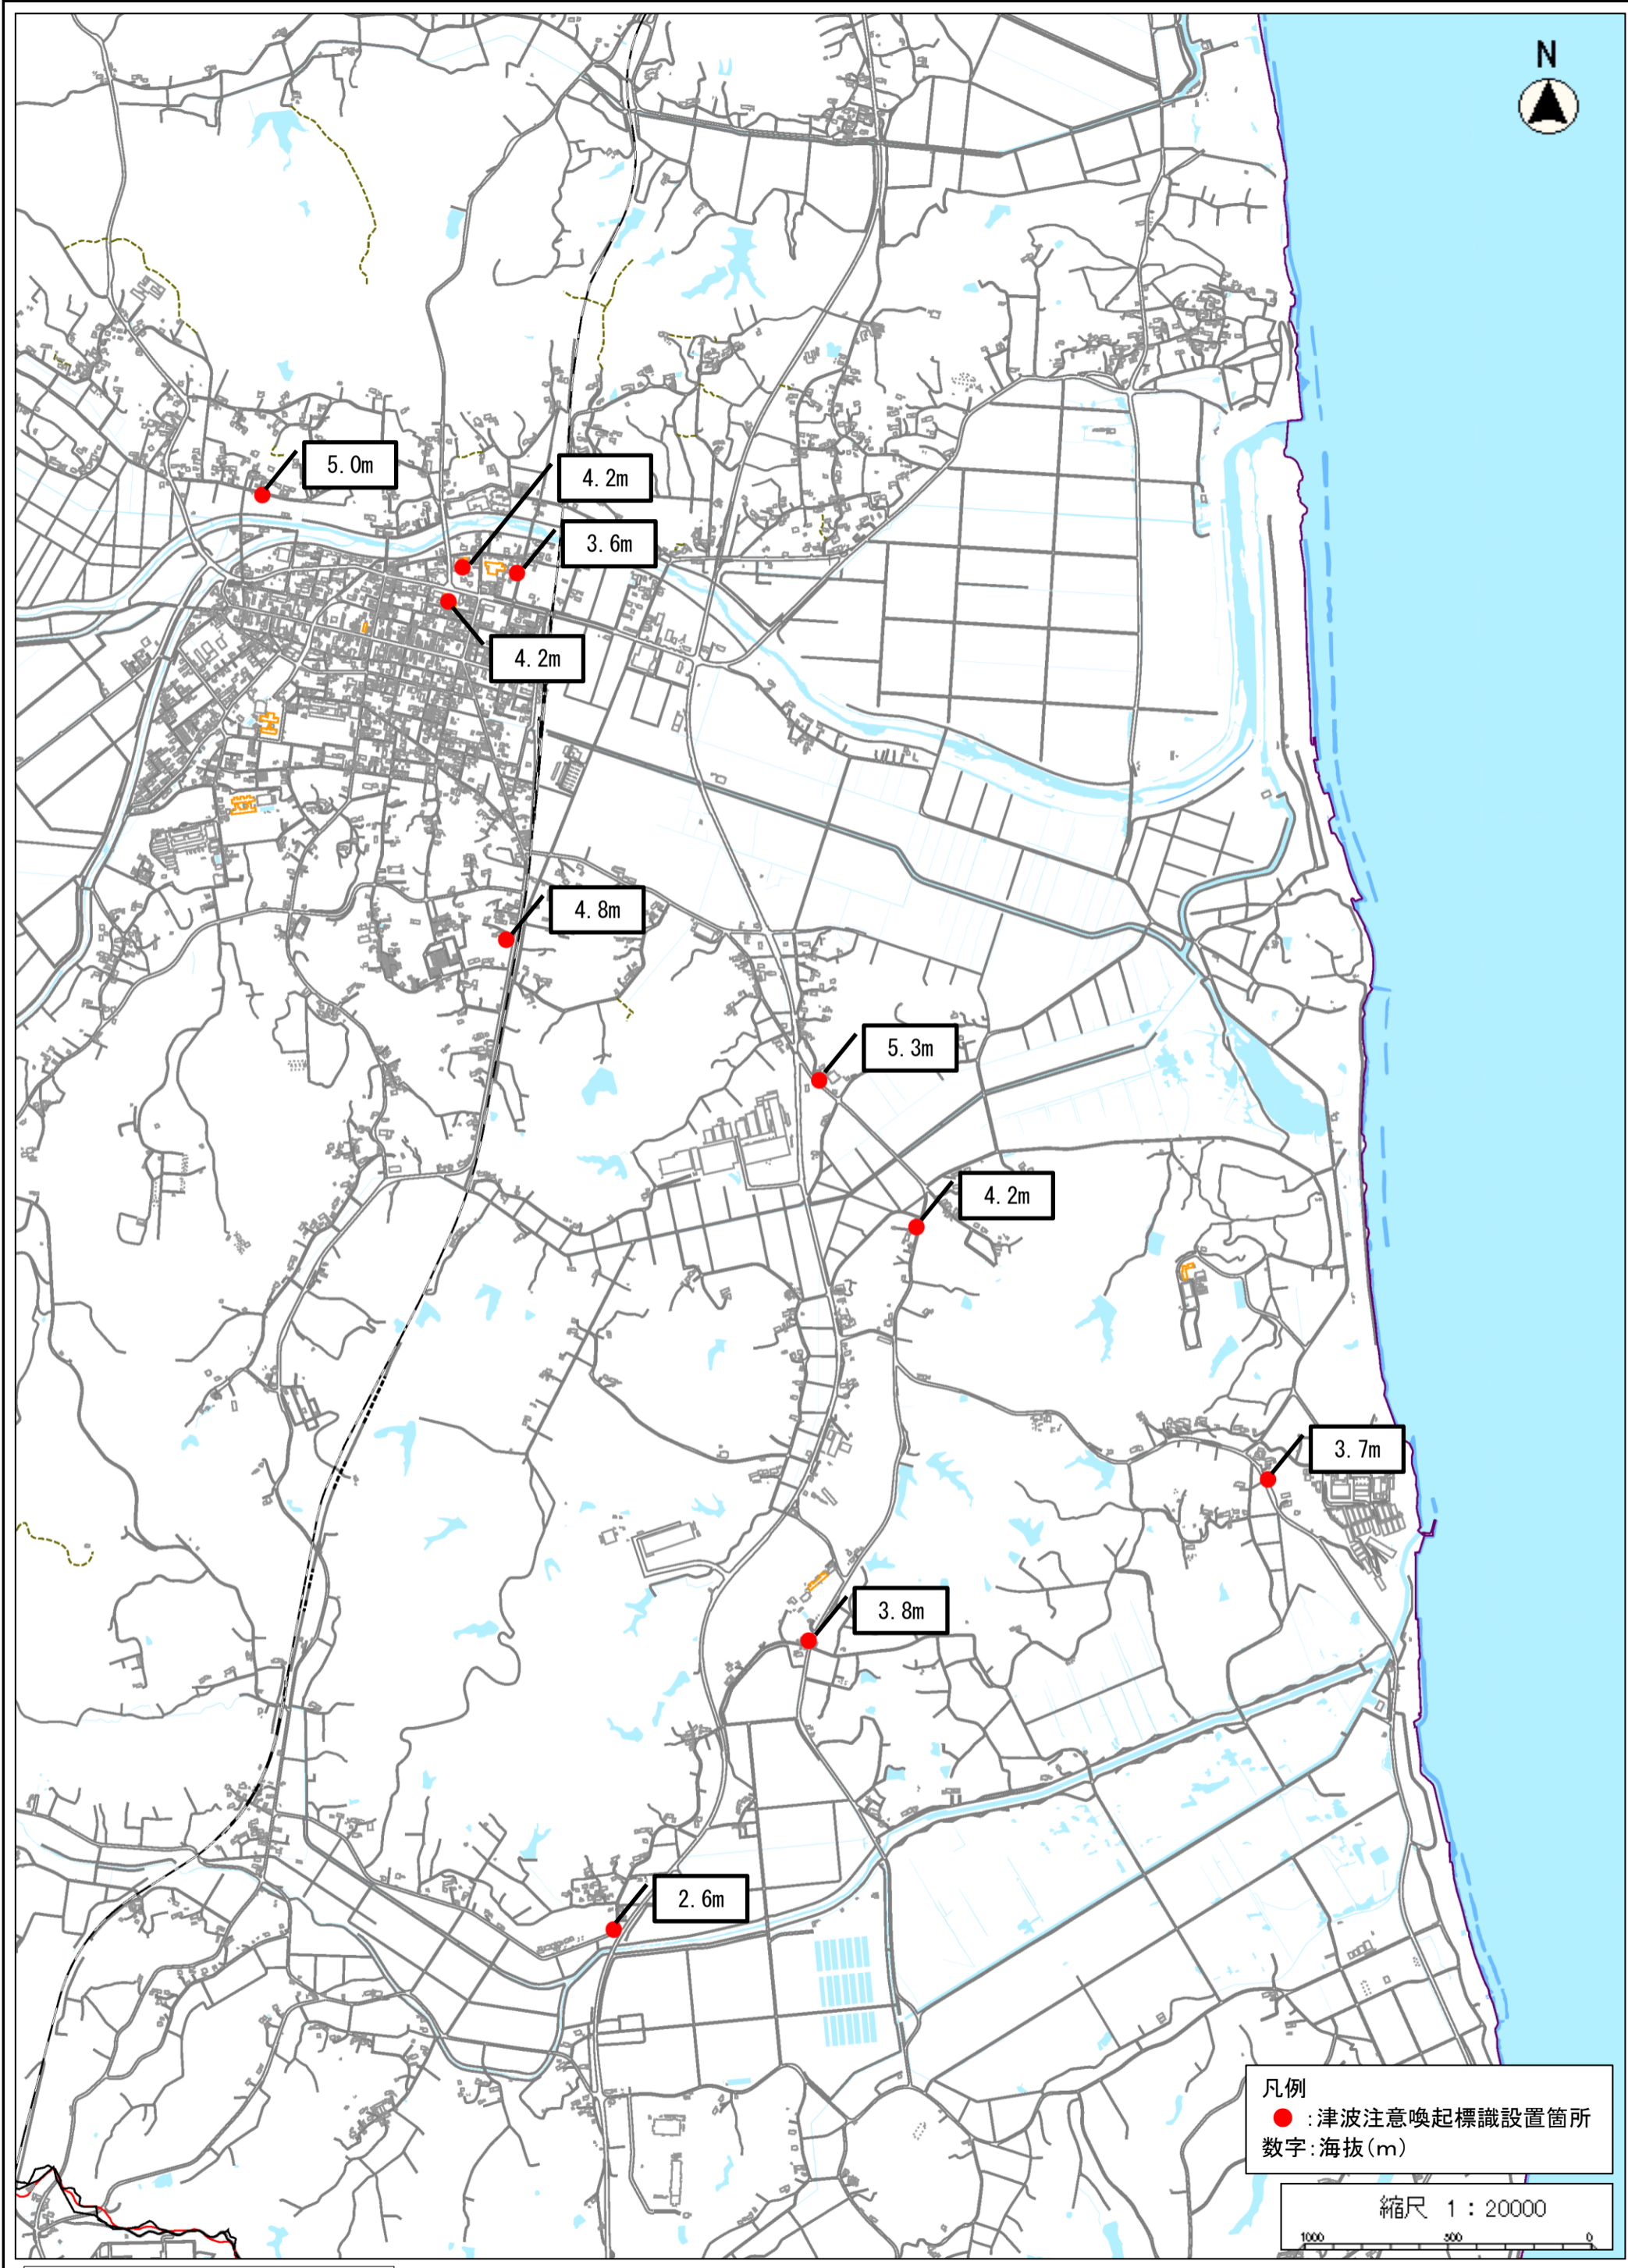 N
5.0m
4.2m
3.6m
4.2m
4.8m
5.3m
4.2m
3.7m
3.8m
2.6m
凡例
●:津波注意喚起標識設置箇所
数字:海抜(m)
縮尺 1:20000
1000 500 0